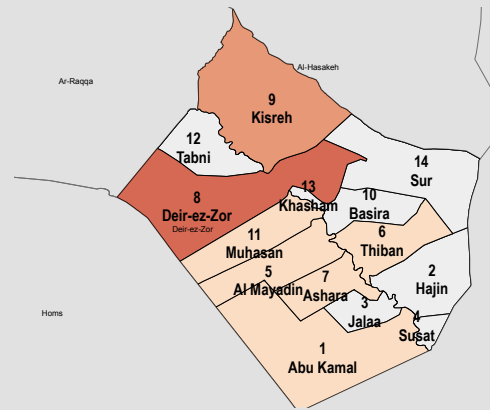 Al-Hasakeh
Ar-Raqqa
9
Kisreh
12
Tabni
14
Sur
13
Khasham
10
Basira
8
Deir-ez-Zor
Deir-ez-Zor
6
Thiban
11
Muhasan
2
Hajin
5
Al Mayadin
7
Ashara
3
Jalaa
4
Susat
Homs
1
Abu Kamal